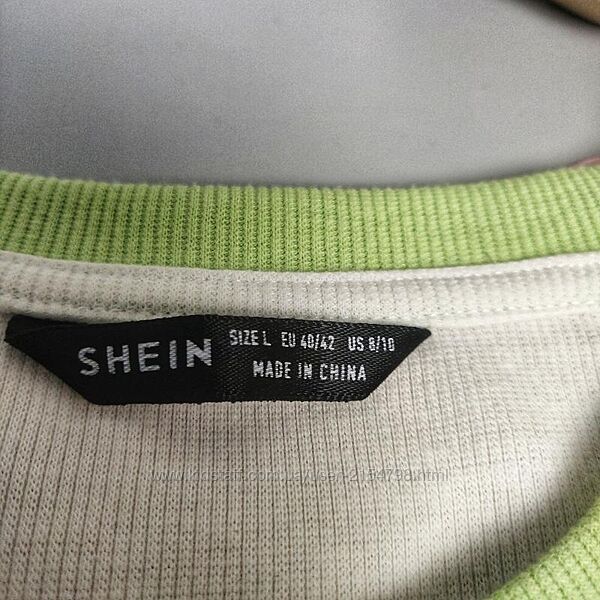 SHEIN
SIZE L EU 40/42 US 8/10
MADE IN CHINA